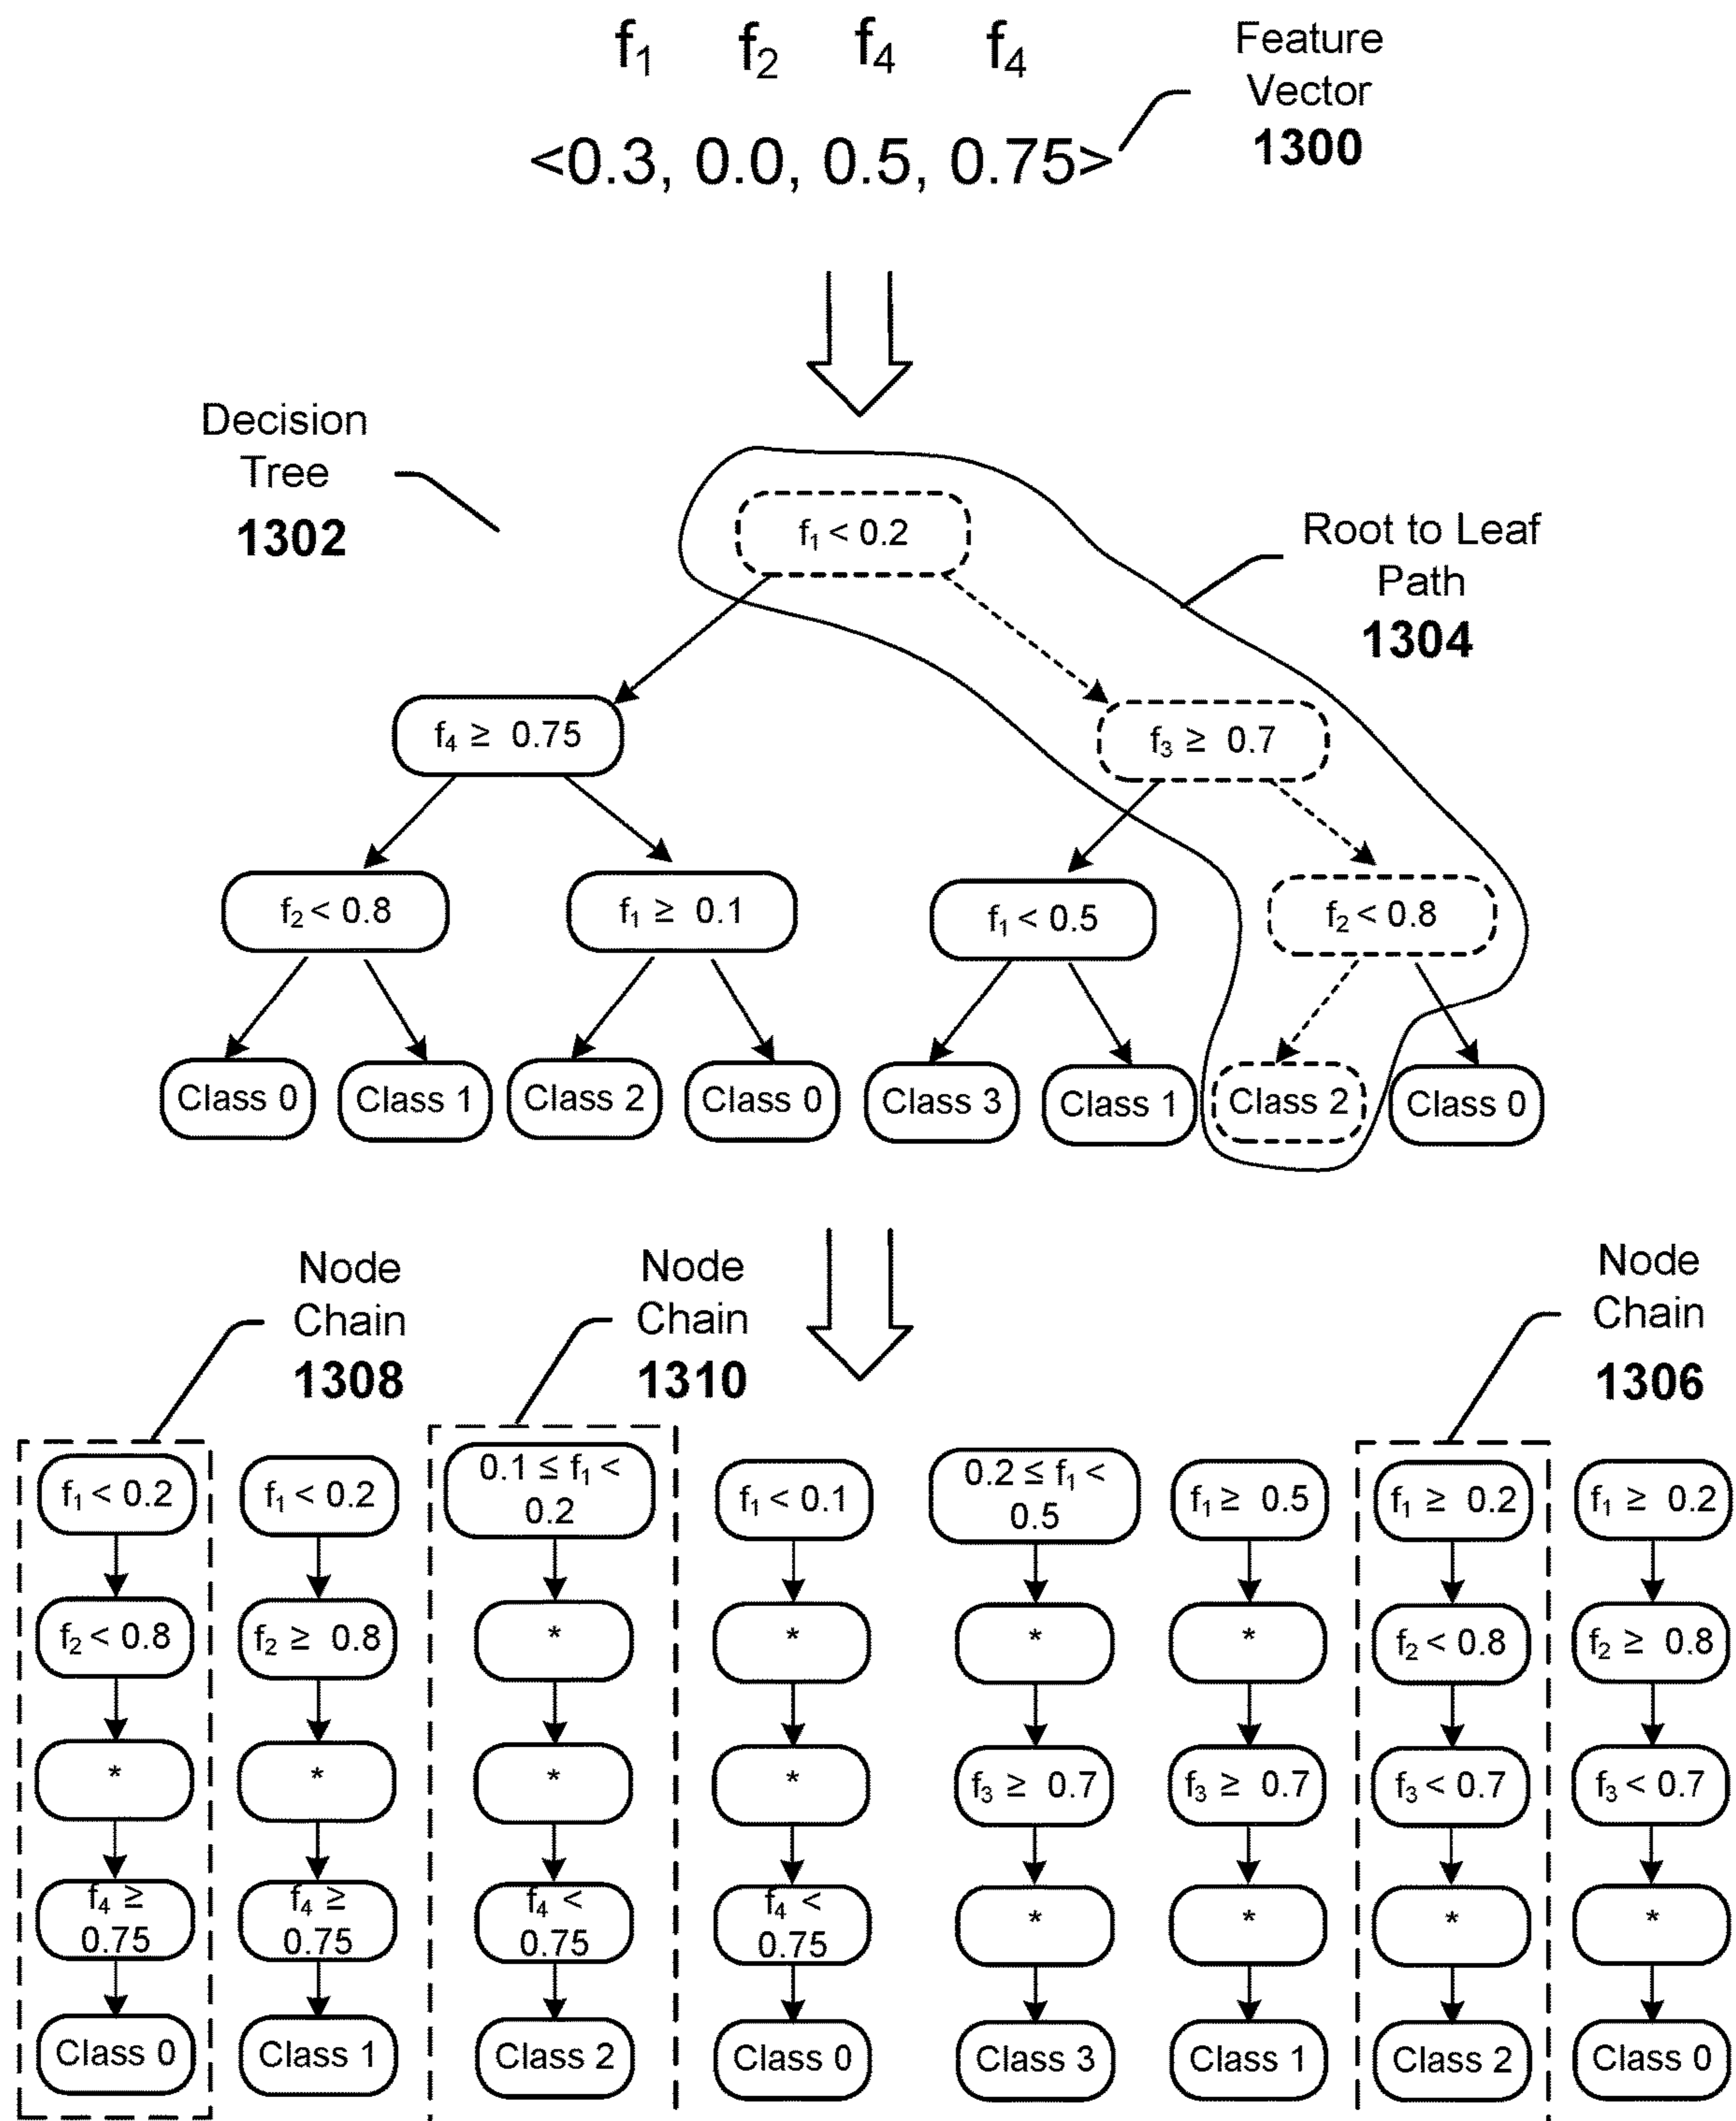 f1 f2 f4 f4
<0.3, 0.0, 0.5, 0.75>
Feature
Vector
1300
Decision
Tree
1302
Root to Leaf
Path
1304
f1 < 0.2
f4 ≥ 0.75
f3 ≥ 0.7
f2 < 0.8
f1 ≥ 0.1
f1 < 0.5
f2 < 0.8
Class 0
Class 1
Class 2
Class 0
Class 3
Class 1
Class 2
Class 0
Node
Chain
1308
Node
Chain
1310
Node
Chain
1306
f1 < 0.2
f1 < 0.2
0.1 ≤ f1 <
0.2
f1 < 0.1
0.2 ≤ f1 <
0.5
f1 ≥ 0.5
f1 ≥ 0.2
f1 ≥ 0.2
f2 < 0.8
f2 ≥ 0.8
*
*
*
*
f2 < 0.8
f2 ≥ 0.8
*
*
*
*
f3 ≥ 0.7
f3 ≥ 0.7
f3 < 0.7
f3 < 0.7
f4 ≥
0.75
f4 ≥
0.75
f4 <
0.75
f4 <
0.75
*
*
*
*
Class 0
Class 1
Class 2
Class 0
Class 3
Class 1
Class 2
Class 0